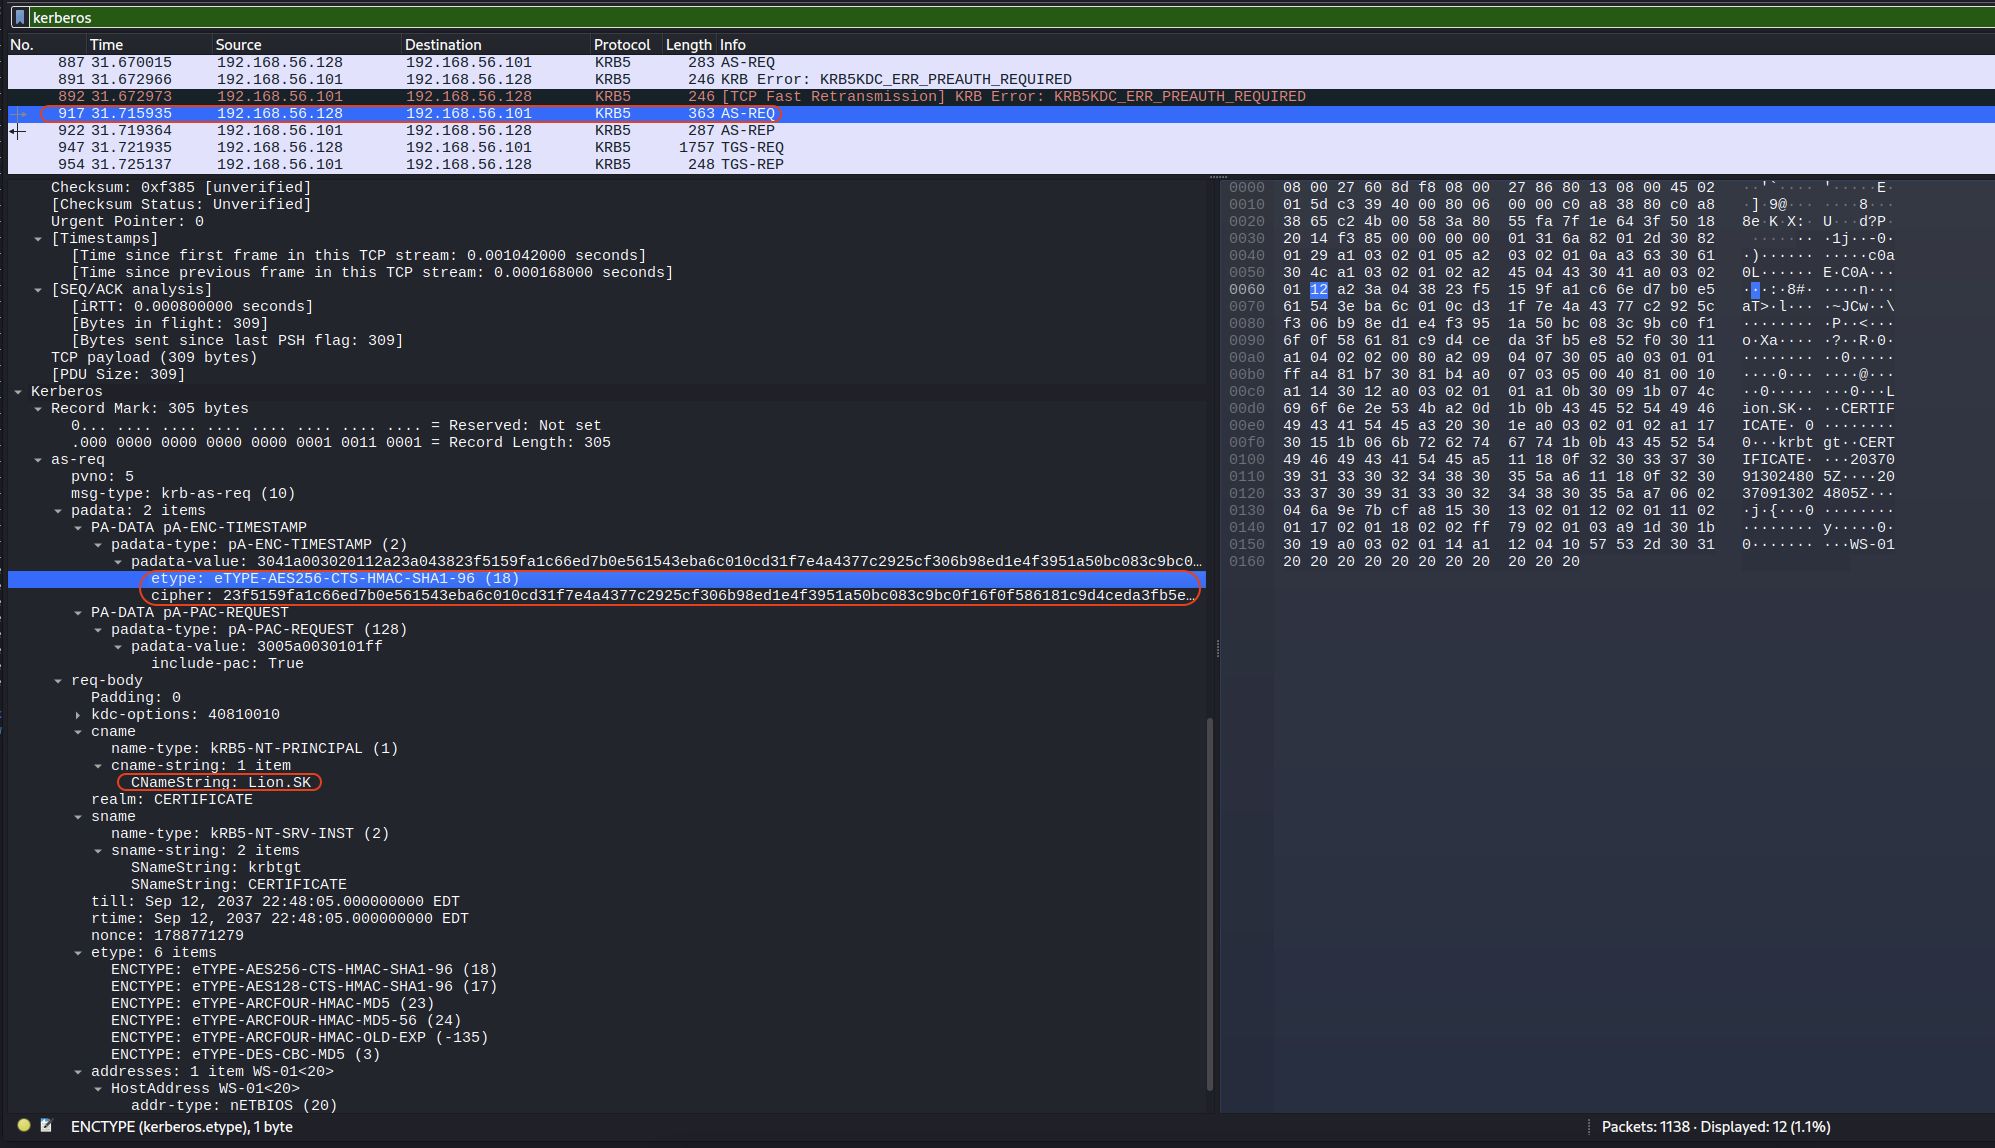 kerberos
No. Time Source Destination Protocol Length Info
887 31.670015 192.168.56.128 192.168.56.101 KRB5 283 AS-REQ
891 31.672966 192.168.56.101 192.168.56.128 KRB5 246 KRB Error: KRB5KDC_ERR_PREAUTH_REQUIRED
892 31.672973 192.168.56.101 192.168.56.128 KRB5 246 [TCP Fast Retransmission] KRB Error: KRB5KDC_ERR_PREAUTH_REQUIRED
917 31.715935 192.168.56.128 192.168.56.101 KRB5 363 AS-REQ
922 31.719364 192.168.56.101 192.168.56.128 KRB5 287 AS-REP
947 31.721935 192.168.56.128 192.168.56.101 KRB5 1757 TGS-REQ
954 31.725137 192.168.56.101 192.168.56.128 KRB5 248 TGS-REP
Checksum: 0xf385 [unverified]
[Checksum Status: Unverified]
Urgent Pointer: 0
[Timestamps]
[Time since first frame in this TCP stream: 0.001042000 seconds]
[Time since previous frame in this TCP stream: 0.000168000 seconds]
[SEQ/ACK analysis]
[iRTT: 0.000800000 seconds]
[Bytes in flight: 309]
[Bytes sent since last PSH flag: 309]
TCP payload (309 bytes)
[PDU Size: 309]
Kerberos
Record Mark: 305 bytes
0... .... .... .... .... .... .... .... = Reserved: Not set
.000 0000 0000 0000 0000 0001 0011 0001 = Record Length: 305
as-req
pvno: 5
msg-type: krb-as-req (10)
padata: 2 items
PA-DATA pA-ENC-TIMESTAMP
padata-type: pA-ENC-TIMESTAMP (2)
padata-value: 3041a003020112a23a043823f5159fa1c66ed7b0e561543eba6c010cd31f7e4a4377c2925cf306b98ed1e4f3951a50bc083c9bc0…
etype: eTYPE-AES256-CTS-HMAC-SHA1-96 (18)
cipher: 23f5159fa1c66ed7b0e561543eba6c010cd31f7e4a4377c2925cf306b98ed1e4f3951a50bc083c9bc0f16f0f586181c9d4ceda3fb5e…
PA-DATA pA-PAC-REQUEST
padata-type: pA-PAC-REQUEST (128)
padata-value: 3005a0030101ff
include-pac: True
req-body
Padding: 0
kdc-options: 40810010
cname
name-type: kRB5-NT-PRINCIPAL (1)
cname-string: 1 item
CNameString: Lion.SK
realm: CERTIFICATE
sname
name-type: kRB5-NT-SRV-INST (2)
sname-string: 2 items
SNameString: krbtgt
SNameString: CERTIFICATE
till: Sep 12, 2037 22:48:05.000000000 EDT
rtime: Sep 12, 2037 22:48:05.000000000 EDT
nonce: 1788771279
etype: 6 items
ENCTYPE: eTYPE-AES256-CTS-HMAC-SHA1-96 (18)
ENCTYPE: eTYPE-AES128-CTS-HMAC-SHA1-96 (17)
ENCTYPE: eTYPE-ARCFOUR-HMAC-MD5 (23)
ENCTYPE: eTYPE-ARCFOUR-HMAC-MD5-56 (24)
ENCTYPE: eTYPE-ARCFOUR-HMAC-OLD-EXP (-135)
ENCTYPE: eTYPE-DES-CBC-MD5 (3)
addresses: 1 item WS-01<20>
HostAddress WS-01<20>
addr-type: nETBIOS (20)
0000 08 00 27 60 8d f8 08 00 27 86 80 13 08 00 45 02 ··'`···· '·····E·
0010 01 5d c3 39 40 00 80 06 00 00 c0 a8 38 80 c0 a8 ·]·9@··· ····8···
0020 38 65 c2 4b 00 58 3a 80 55 fa 7f 1e 64 3f 50 18 8e·K·X:· U···d?P·
0030 20 14 f3 85 00 00 00 00 01 31 6a 82 01 2d 30 82 ······· ·1j··-0·
0040 01 29 a1 03 02 01 05 a2 03 02 01 0a a3 63 30 61 ·)······ ·····c0a
0050 30 4c a1 03 02 01 02 a2 45 04 43 30 41 a0 03 02 0L······ E·C0A···
0060 01 12 a2 3a 04 38 23 f5 15 9f a1 c6 6e d7 b0 e5 ···:·8#· ····n···
0070 61 54 3e ba 6c 01 0c d3 1f 7e 4a 43 77 c2 92 5c aT>·l··· ·~JCw··\
0080 f3 06 b9 8e d1 e4 f3 95 1a 50 bc 08 3c 9b c0 f1 ········ ·P··<···
0090 6f 0f 58 61 81 c9 d4 ce da 3f b5 e8 52 f0 30 11 o·Xa···· ·?··R·0·
00a0 a1 04 02 02 00 80 a2 09 04 07 30 05 a0 03 01 01 ········ ··0·····
00b0 ff a4 81 b7 30 81 b4 a0 07 03 05 00 40 81 00 10 ····0··· ····@···
00c0 a1 14 30 12 a0 03 02 01 01 a1 0b 30 09 1b 07 4c ··0····· ···0···L
00d0 69 6f 6e 2e 53 4b a2 0d 1b 0b 43 45 52 54 49 46 ion.SK·· ··CERTIF
00e0 49 43 41 54 45 a3 20 30 1e a0 03 02 01 02 a1 17 ICATE· 0 ········
00f0 30 15 1b 06 6b 72 62 74 67 74 1b 0b 43 45 52 54 0···krbt gt··CERT
0100 49 46 49 43 41 54 45 a5 11 18 0f 32 30 33 37 30 IFICATE· ···20370
0110 39 31 33 30 32 34 38 30 35 5a a6 11 18 0f 32 30 91302480 5Z····20
0120 33 37 30 39 31 33 30 32 34 38 30 35 5a a7 06 02 37091302 4805Z···
0130 04 6a 9e 7b cf a8 15 30 13 02 01 12 02 01 11 02 ·j·{···0 ········
0140 01 17 02 01 18 02 02 ff 79 02 01 03 a9 1d 30 1b ········ y·····0·
0150 30 19 a0 03 02 01 14 a1 12 04 10 57 53 2d 30 31 0······· ···WS-01
0160 20 20 20 20 20 20 20 20 20 20 20
ENCTYPE (kerberos.etype), 1 byte
Packets: 1138 · Displayed: 12 (1.1%)